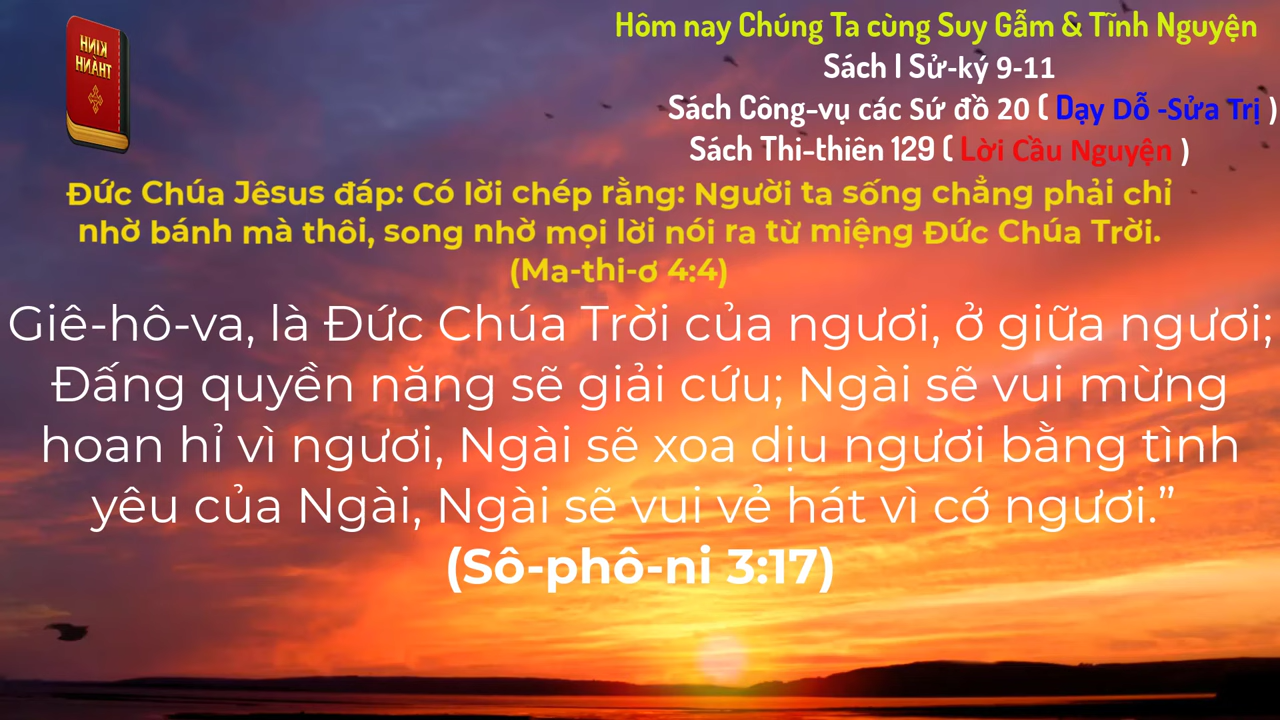 KINH
THÁNH
Hôm nay Chúng Ta cùng Suy Gẫm & Tĩnh Nguyện
Sách I Sử-ký 9-11
Sách Công-vụ các Sứ đồ 20 ( Dạy Dỗ -Sửa Trị )
Sách Thi-thiên 129 ( Lời Cầu Nguyện )
Đức Chúa Jêsus đáp: Có lời chép rằng: Người ta sống chẳng phải chỉ
nhờ bánh mà thôi, song nhờ mọi lời nói ra từ miệng Đức Chúa Trời.
(Ma-thi-ơ 4:4)
Giê-hô-va, là Đức Chúa Trời của ngươi, ở giữa ngươi;
Đấng quyền năng sẽ giải cứu; Ngài sẽ vui mừng
hoan hỉ vì ngươi, Ngài sẽ xoa dịu ngươi bằng tình
yêu của Ngài, Ngài sẽ vui vẻ hát vì cớ ngươi.”
(Sô-phô-ni 3:17)